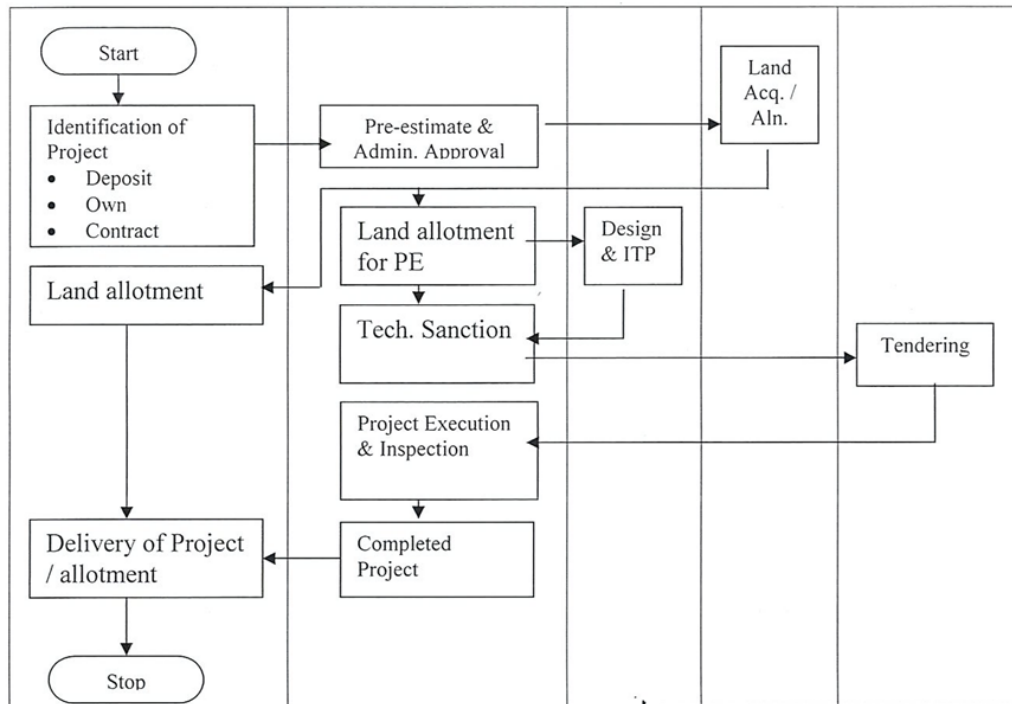 Start
Identification of
Project
• Deposit
• Own
• Contract
Pre-estimate &
Admin. Approval
Land
Acq. /
Aln.
Land allotment
for PE
Design
& ITP
Land allotment
Tech. Sanction
Tendering
Project Execution
& Inspection
Delivery of Project
/ allotment
Completed
Project
Stop